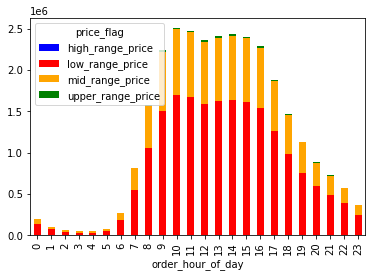 1e6
price_flag
high_range_price
low_range_price
mid_range_price
upper_range_price
2.5
2.0
1.5
1.0
0.5
0.0
0 1 2 3 4 5 6 7 8 9 10 11 12 13 14 15 16 17 18 19 20 21 22 23
order_hour_of_day